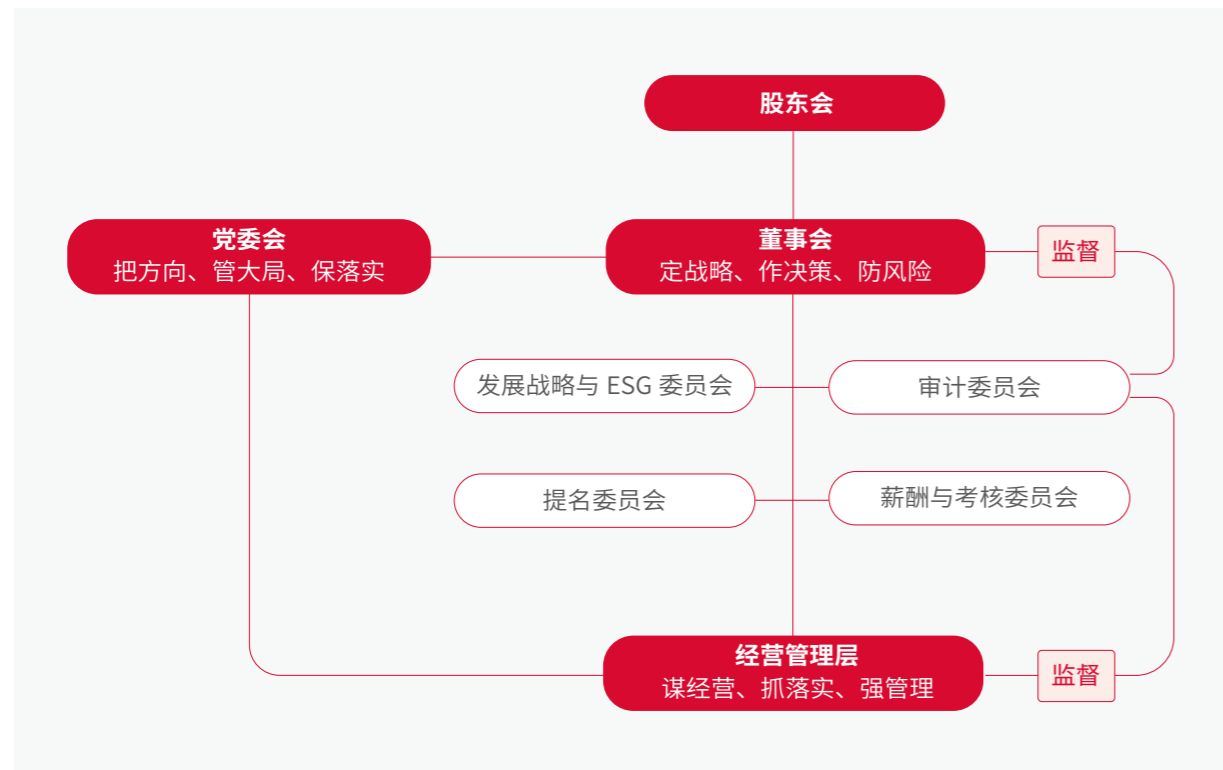 股东会
党委会
把方向、管大局、保落实
董事会
定战略、作决策、防风险
监督
发展战略与 ESG 委员会
审计委员会
提名委员会
薪酬与考核委员会
经营管理层
谋经营、抓落实、强管理
监督